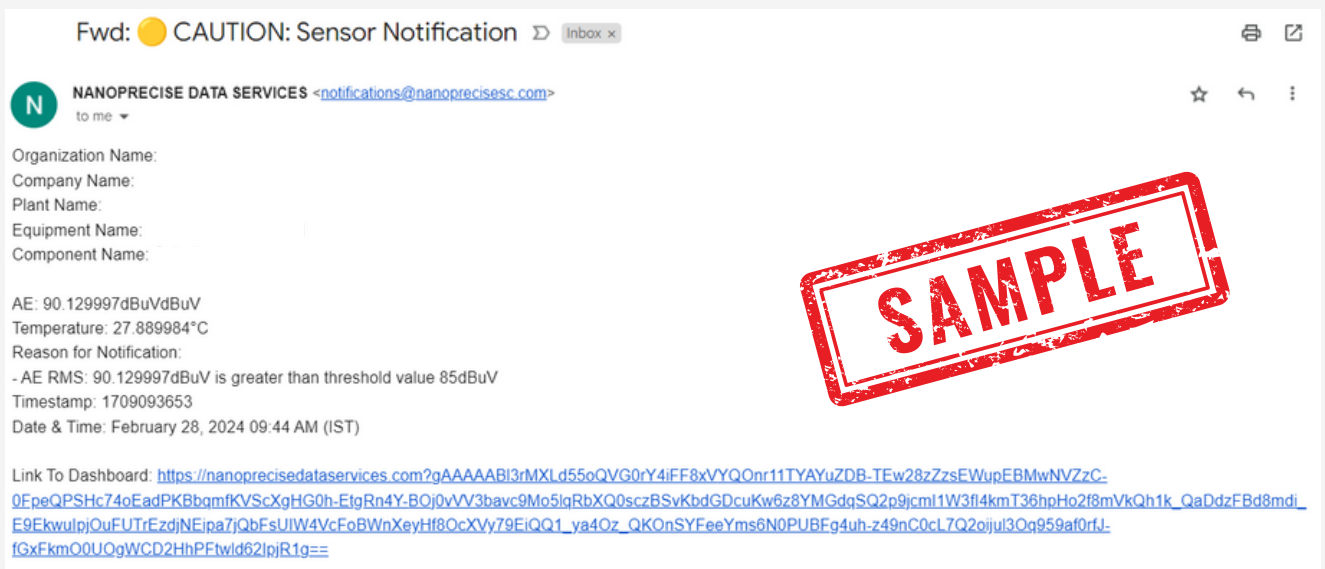 Fwd: 🟡 CAUTION: Sensor Notification Inbox ×
N
NANOPRECISE DATA SERVICES <notifications@nanoprecisesc.com>
to me
Organization Name:
Company Name:
Plant Name:
Equipment Name:
Component Name:
SAMPLE
AE: 90.129997dBuVdBuV
Temperature: 27.889984°C
Reason for Notification:
- AE RMS: 90.129997dBuV is greater than threshold value 85dBuV
Timestamp: 1709093653
Date & Time: February 28, 2024 09:44 AM (IST)
Link To Dashboard: https://nanoprecisedataservices.com?gAAAAABl3rMXLd55oQVG0rY4iFF8xVYQOnr11TYAYuZDB-TEw28zZzsEWupEBMwNVZzC-
0FpeQPSHc74oEadPKBbqmfKVScXgHG0h-EtgRn4Y-BOj0vVV3bavc9Mo5lqRbXQ0sczBSvKbdGDcuKw6z8YMGdqSQ2p9jcmI1W3fl4kmT36hpHo2f8mVkQh1k_QaDdzFBd8mdi_
E9EkwulpjOuFUTrEzdjNEipa7jQbFsUIW4VcFoBWnXeyHf8OcXVy79EiQQ1_ya4Oz_QKOnSYFeeYms6N0PUBFg4uh-z49nC0cL7Q2oijul3Oq959af0rfJ-
fGxFkmO0UOgWCD2HhPFtwld62lpjR1g==